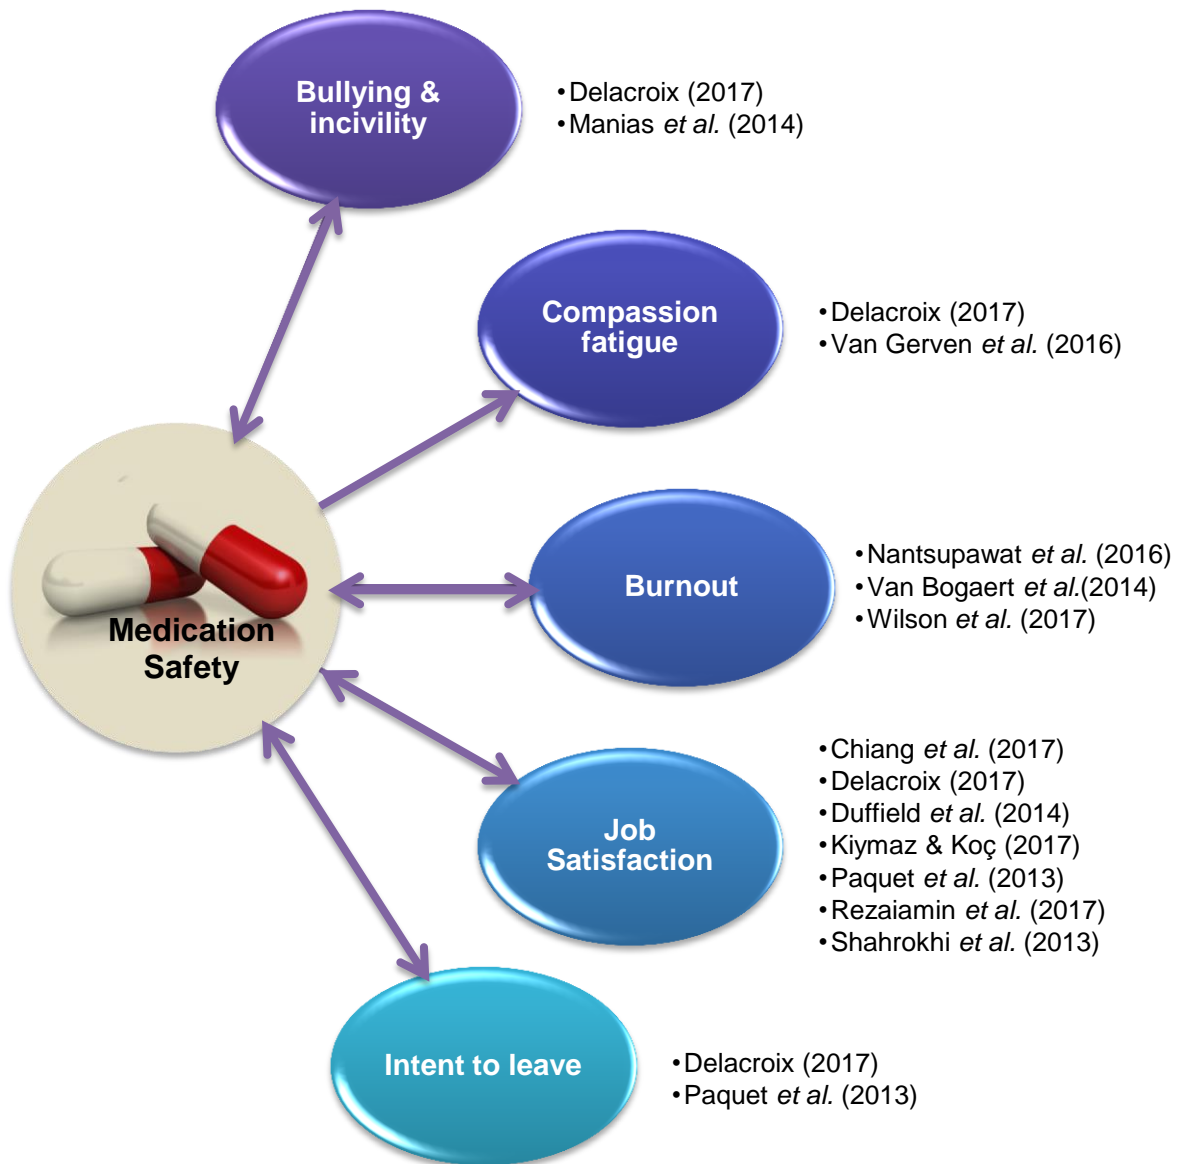 Bullying &
incivility
•Delacroix (2017)
•Manias et al. (2014)
Compassion
fatigue
•Delacroix (2017)
•Van Gerven et al. (2016)
Medication
Safety
Burnout
•Nantsupawat et al. (2016)
•Van Bogaert et al.(2014)
•Wilson et al. (2017)
Job
Satisfaction
•Chiang et al. (2017)
•Delacroix (2017)
•Duffield et al. (2014)
•Kiymaz & Koç (2017)
•Paquet et al. (2013)
•Rezaiamin et al. (2017)
•Shahrokhi et al. (2013)
Intent to leave
•Delacroix (2017)
•Paquet et al. (2013)